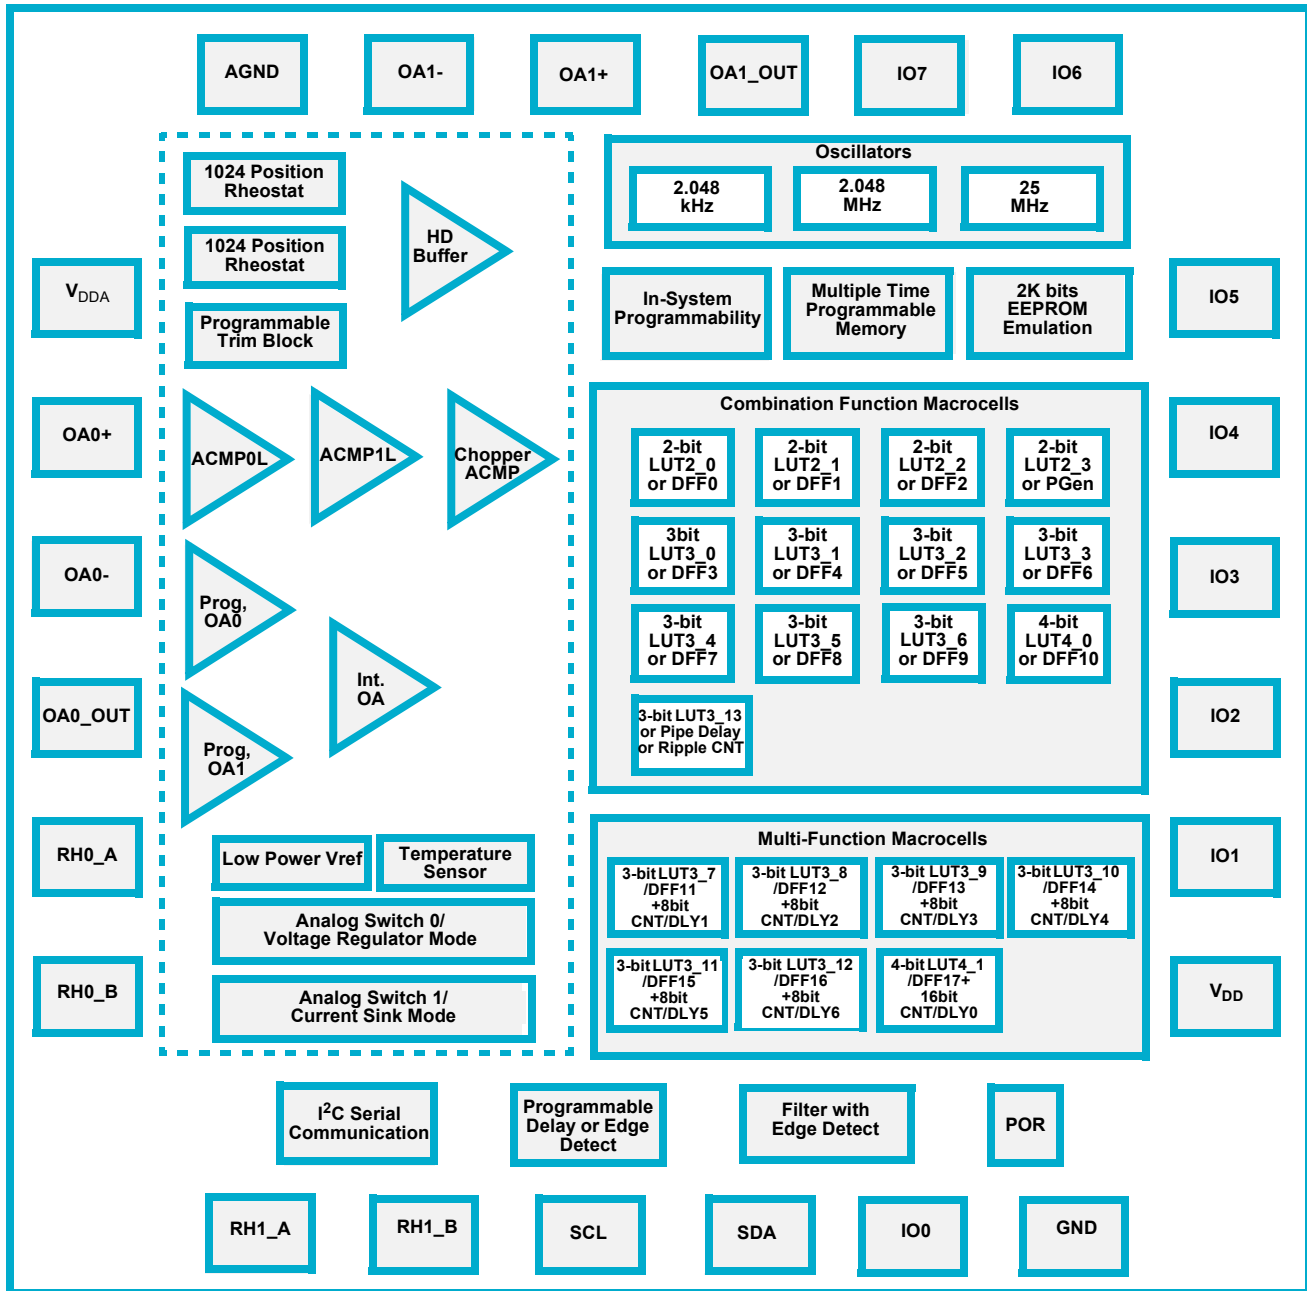 AGND
OA1-
OA1+
OA1_OUT
IO7
IO6
1024 Position
Rheostat
1024 Position
Rheostat
Programmable
Trim Block
HD
Buffer
Oscillators
2.048
kHz
2.048
MHz
25
MHz
In-System
Programmability
Multiple Time
Programmable
Memory
2K bits
EEPROM
Emulation
VDDA
OA0+
OA0-
OA0_OUT
RH0_A
RH0_B
ACMP0L
ACMP1L
Chopper
ACMP
Prog,
OA0
Int.
OA
Prog,
OA1
Low Power Vref
Temperature
Sensor
Analog Switch 0/
Voltage Regulator Mode
Analog Switch 1/
Current Sink Mode
Combination Function Macrocells
2-bit
LUT2_0
or DFF0
2-bit
LUT2_1
or DFF1
2-bit
LUT2_2
or DFF2
2-bit
LUT2_3
or PGen
3bit
LUT3_0
or DFF3
3-bit
LUT3_1
or DFF4
3-bit
LUT3_2
or DFF5
3-bit
LUT3_3
or DFF6
3-bit
LUT3_4
or DFF7
3-bit
LUT3_5
or DFF8
3-bit
LUT3_6
or DFF9
4-bit
LUT4_0
or DFF10
3-bit LUT3_13
or Pipe Delay
or Ripple CNT
Multi-Function Macrocells
3-bit LUT3_7
/DFF11
+8bit
CNT/DLY1
3-bit LUT3_8
/DFF12
+8bit
CNT/DLY2
3-bit LUT3_9
/DFF13
+8bit
CNT/DLY3
3-bit LUT3_10
/DFF14
+8bit
CNT/DLY4
3-bit LUT3_11
/DFF15
+8bit
CNT/DLY5
3-bit LUT3_12
/DFF16
+8bit
CNT/DLY6
4-bit LUT4_1
/DFF17+
16bit
CNT/DLY0
IO5
IO4
IO3
IO2
IO1
VDD
I2C Serial
Communication
Programmable
Delay or Edge
Detect
Filter with
Edge Detect
POR
RH1_A
RH1_B
SCL
SDA
IO0
GND